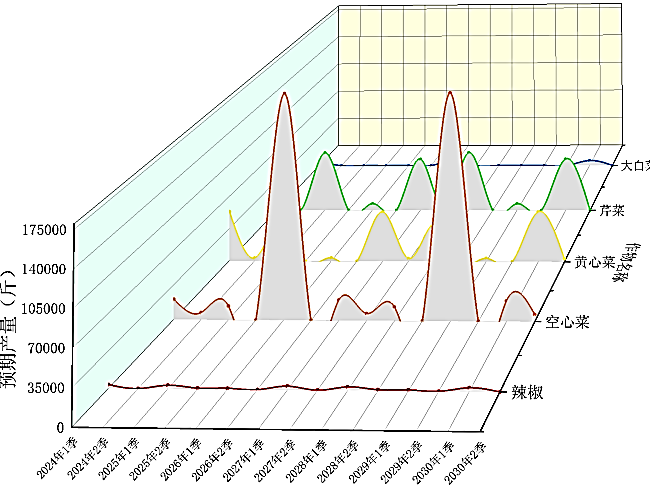 大白菜
芹菜
黄心菜
作物名称
空心菜
辣椒
预期产量（斤）
175000
140000
105000
70000
35000
0
2024年1季
2024年2季
2025年1季
2025年2季
2026年1季
2026年2季
2027年1季
2027年2季
2028年1季
2028年2季
2029年1季
2029年2季
2030年1季
2030年2季